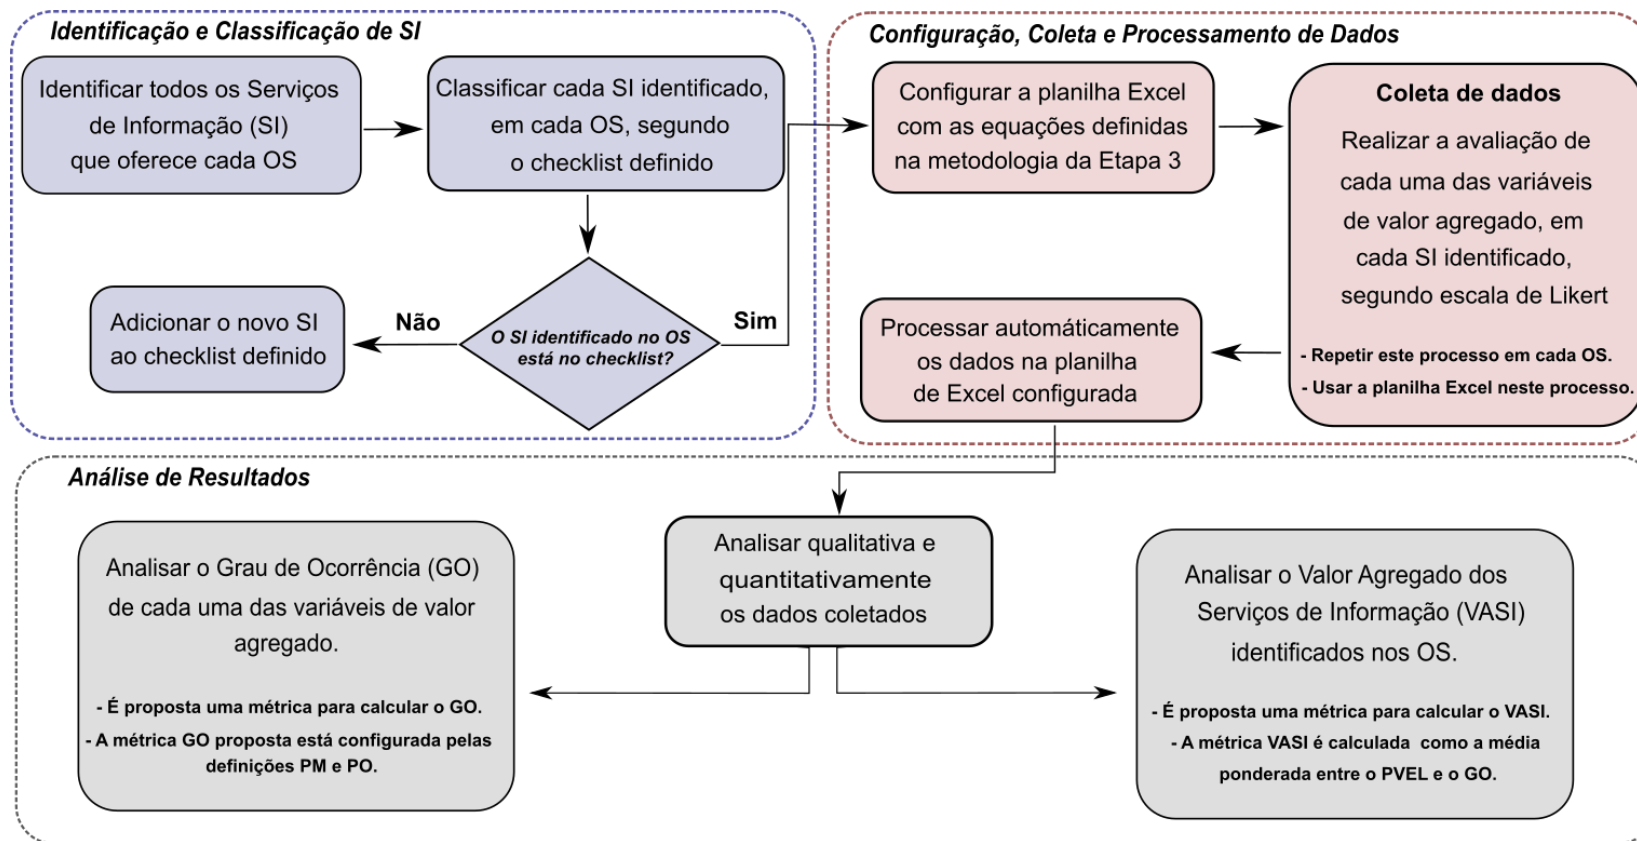 Identificação e Classificação de SI
Identificar todos os Serviços
de Informação (SI)
que oferece cada OS
Classificar cada SI identificado,
em cada OS, segundo
o checklist definido
O SI identificado no OS
está no checklist?
Não
Sim
Adicionar o novo SI
ao checklist definido
Configuração, Coleta e Processamento de Dados
Configurar a planilha Excel
com as equações definidas
na metodologia da Etapa 3
Coleta de dados
Realizar a avaliação de
cada uma das variáveis
de valor agregado, em
cada SI identificado,
segundo escala de Likert
- Repetir este processo em cada OS.
- Usar a planilha Excel neste processo.
Processar automáticamente
os dados na planilha
de Excel configurada
Análise de Resultados
Analisar qualitativa e
quantitativamente
os dados coletados
Analisar o Grau de Ocorrência (GO)
de cada uma das variáveis de valor
agregado.
- É proposta uma métrica para calcular o GO.
- A métrica GO proposta está configurada pelas
definições PM e PO.
Analisar o Valor Agregado dos
Serviços de Informação (VASI)
identificados nos OS.
- É proposta uma métrica para calcular o VASI.
- A métrica VASI é calculada como a média
ponderada entre o PVEL e o GO.